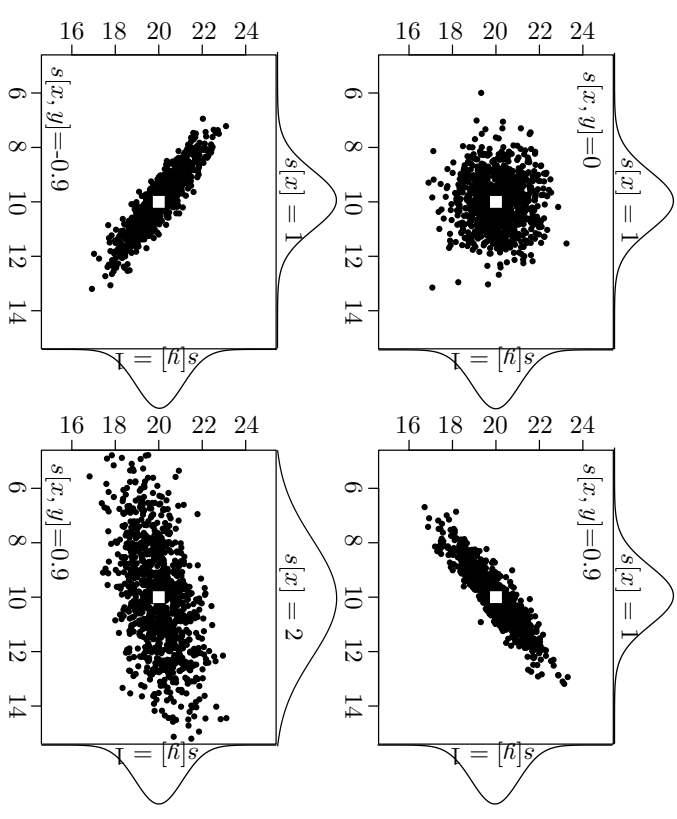 s[x] = 1
s[x, y]=0
s[y] = 1
24
22
20
18
16
6 8 10 12 14
s[x] = 1
s[x, y]=0.9
s[y] = 1
24
22
20
18
16
6 8 10 12 14
s[x] = 1
s[x, y]=-0.9
s[y] = 1
24
22
20
18
16
6 8 10 12 14
s[x] = 2
s[x, y]=0.9
s[y] = 1
24
22
20
18
16
6 8 10 12 14